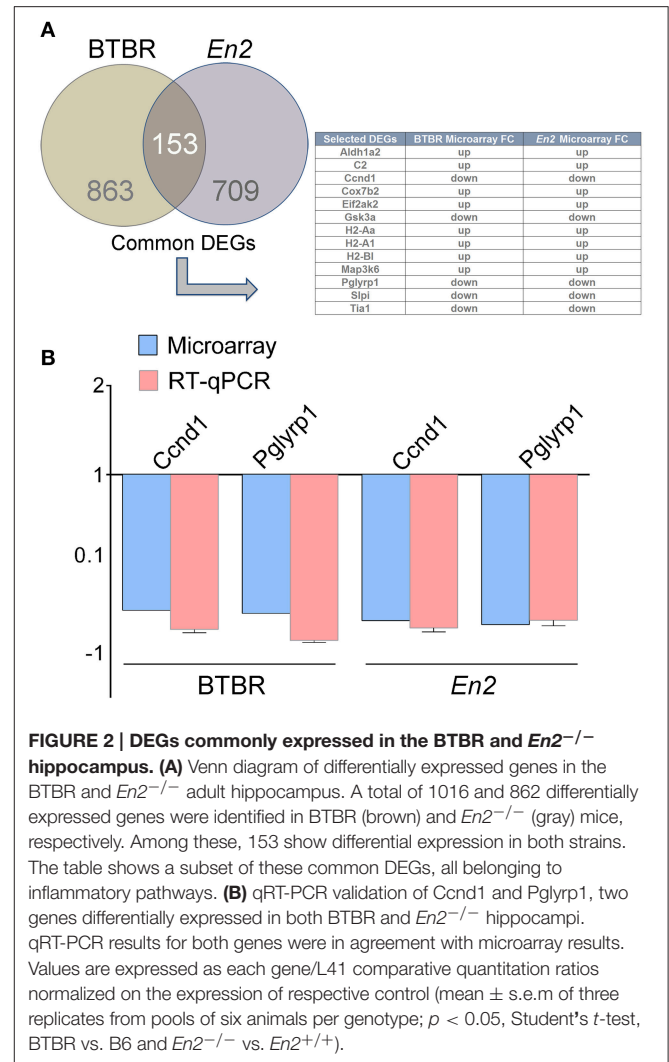 A
BTBR
En2
153
863
709
Common DEGs
Selected DEGs BTBR Microarray FC En2 Microarray FC
Aldh1a2 up up
C2 up up
Ccnd1 down down
Cox7b2 up up
Eif2ak2 up up
Gsk3a down down
H2-Aa up up
H2-A1 up up
H2-Bl up up
Map3k6 up up
Pglyrp1 down down
Slpi down down
Tia1 down down
B
Microarray
RT-qPCR
2
1
0.1
-1
Ccnd1
Pglyrp1
Ccnd1
Pglyrp1
BTBR
En2
FIGURE 2 | DEGs commonly expressed in the BTBR and En2−/−
hippocampus. (A) Venn diagram of differentially expressed genes in the
BTBR and En2−/− adult hippocampus. A total of 1016 and 862 differentially
expressed genes were identified in BTBR (brown) and En2−/− (gray) mice,
respectively. Among these, 153 show differential expression in both strains.
The table shows a subset of these common DEGs, all belonging to
inflammatory pathways. (B) qRT-PCR validation of Ccnd1 and Pglyrp1, two
genes differentially expressed in both BTBR and En2−/− hippocampi.
qRT-PCR results for both genes were in agreement with microarray results.
Values are expressed as each gene/L41 comparative quantitation ratios
normalized on the expression of respective control (mean ± s.e.m of three
replicates from pools of six animals per genotype; p < 0.05, Student's t-test,
BTBR vs. B6 and En2−/− vs. En2+/+).